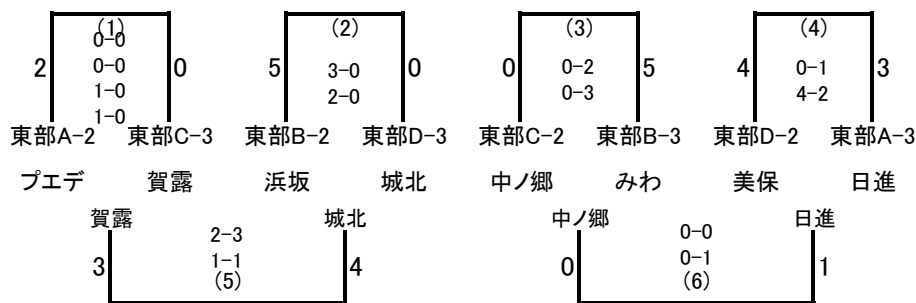 (1) (2) (3) (4)
0-0
2 0-0 0 5 3-0 0 0 0-2 5 4 0-1 3
1-0 2-0 0-3 4-2
1-0
東部A-2 東部C-3 東部B-2 東部D-3 東部C-2 東部B-3 東部D-2 東部A-3
プエデ 賀露 浜坂 城北 中ノ郷 みわ 美保 日進
賀露 城北 中ノ郷 日進
2-3 0-0
3 1-1 4 0 0-1 1
(5) (6)